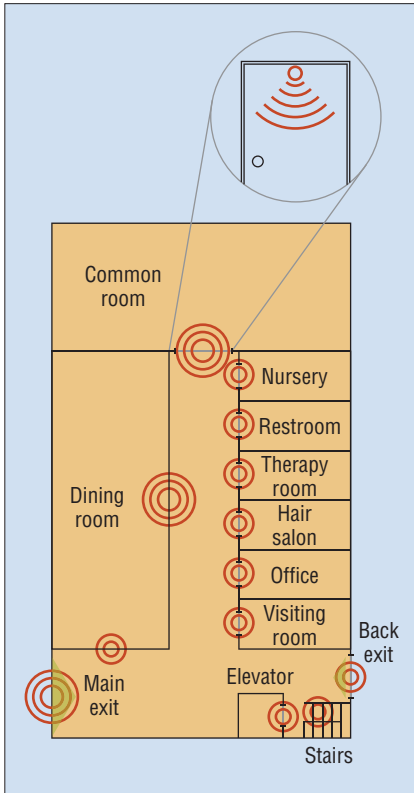 Common
room
Nursery
Restroom
Therapy
room
Dining
room
Hair
salon
Office
Visiting
room
Back
exit
Main
exit
Elevator
Stairs